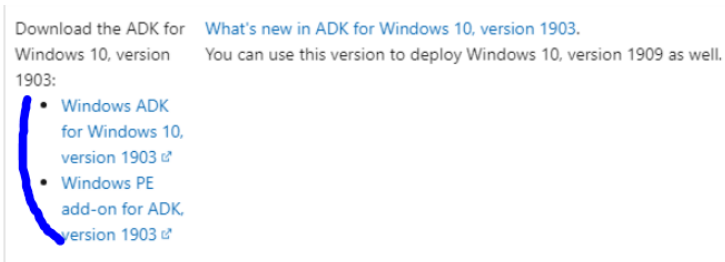 Download the ADK for
Windows 10, version
1903:
• Windows ADK
for Windows 10,
version 1903
• Windows PE
add-on for ADK,
version 1903
What's new in ADK for Windows 10, version 1903.
You can use this version to deploy Windows 10, version 1909 as well.